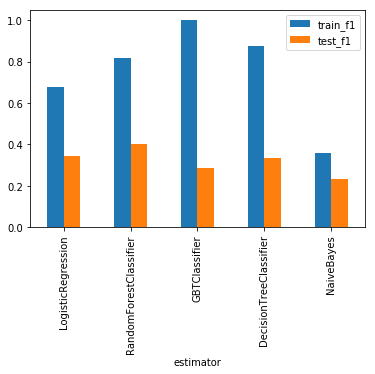 1.0
0.8
0.6
0.4
0.2
0.0
train_f1
test_f1
LogisticRegression
RandomForestClassifier
GBTClassifier
DecisionTreeClassifier
NaiveBayes
estimator